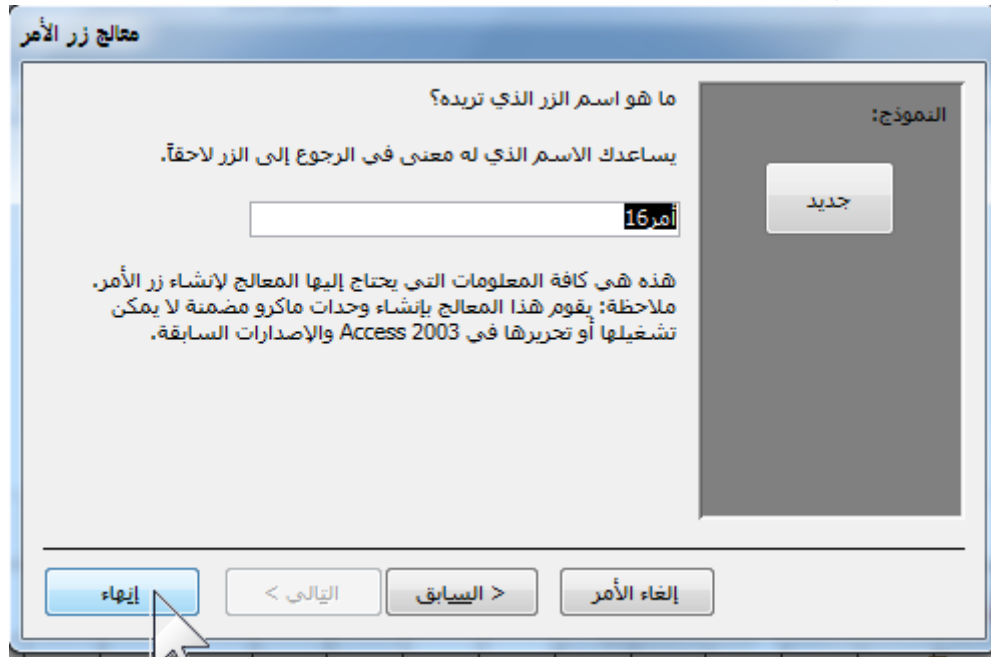 معالج زر الأمر
النموذج:
جديد
ما هو اسم الزر الذي تريده؟
يساعدك الاسم الذي له معنى في الرجوع إلى الزر لاحقاً.
أمر16
هذه هي كافة المعلومات التي يحتاج إليها المعالج لإنشاء زر الأمر.
ملاحظة: يقوم هذا المعالج بإنشاء وحدات ماكرو مضمنة لا يمكن
تشغيلها أو تحريرها في Access 2003 والإصدارات السابقة.
إلغاء الأمر
< السابق
التالي >
إنهاء